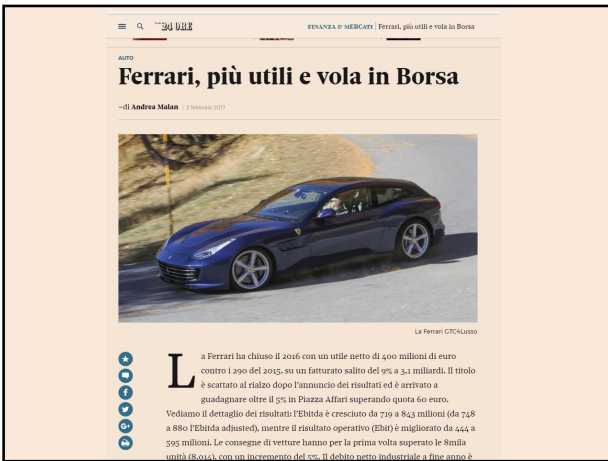 24 ORE
FINANZA & MERCATI | Ferrari, più utili e vola in Borsa
AUTO
Ferrari, più utili e vola in Borsa
–di Andrea Malan | 2 febbraio 2017
La Ferrari GTC4Lusso
La Ferrari ha chiuso il 2016 con un utile netto di 400 milioni di euro
contro i 290 del 2015, su un fatturato salito del 9% a 3,1 miliardi. Il titolo
è scattato al rialzo dopo l'annuncio dei risultati ed è arrivato a
guadagnare oltre il 5% in Piazza Affari superando quota 60 euro.
Vediamo il dettaglio dei risultati: l'Ebitda è cresciuto da 719 a 843 milioni (da 748
a 880 l'Ebitda adjusted), mentre il risultato operativo (Ebit) è migliorato da 444 a
595 milioni. Le consegne di vetture hanno per la prima volta superato le 8mila
unità (8.014), con un incremento del 5%. Il debito netto industriale a fine anno è